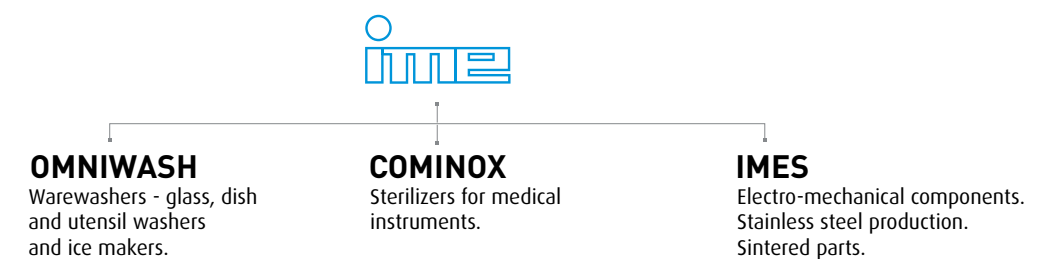 ime
OMNIWASH
Warewashers - glass, dish
and utensil washers
and ice makers.
COMINOX
Sterilizers for medical
instruments.
IMES
Electro-mechanical components.
Stainless steel production.
Sintered parts.